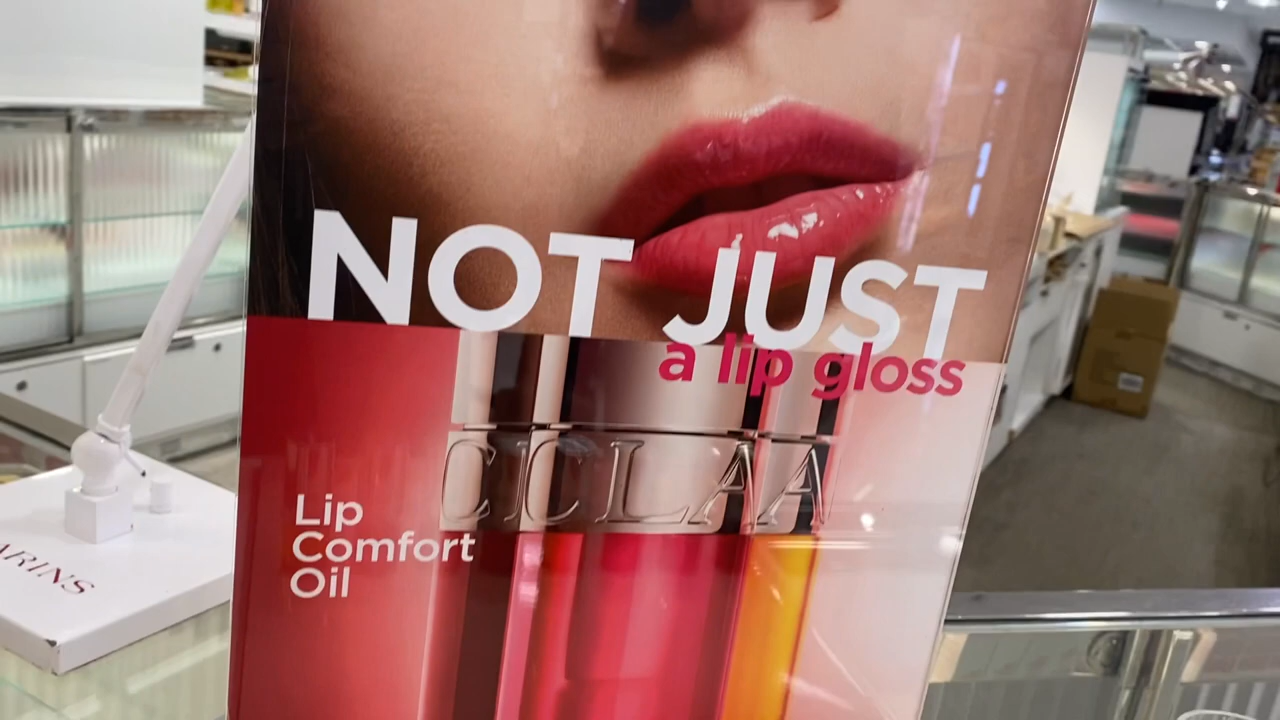 NOT JUST
a lip gloss
CCLAA
Lip
Comfort
Oil
ARINS